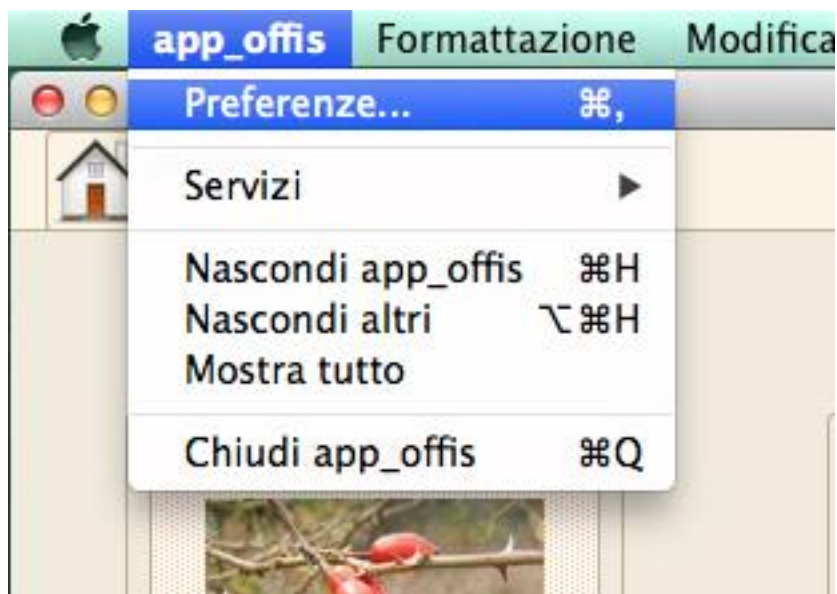 app_offis Formattazione Modifica
Preferenze... ⌘,
Servizi ▶
Nascondi app_offis ⌘H
Nascondi altri ⌥⌘H
Mostra tutto
Chiudi app_offis ⌘Q